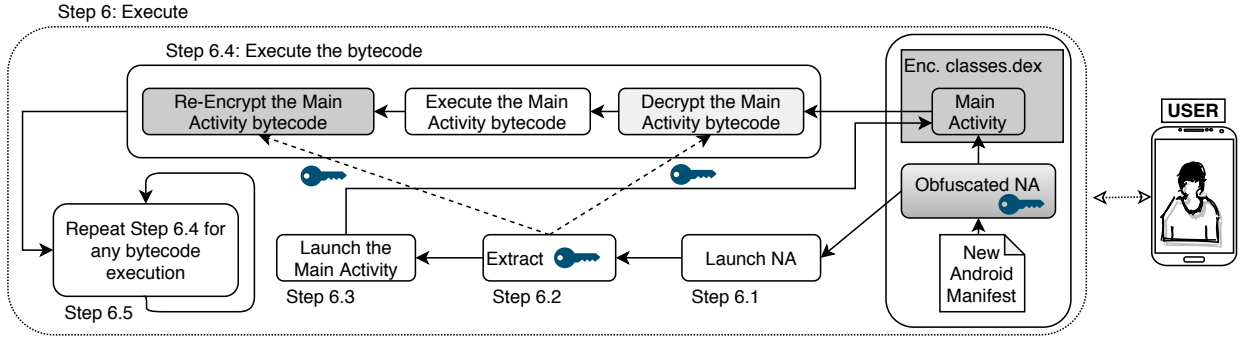 Step 6: Execute
Step 6.4: Execute the bytecode
Re-Encrypt the Main
Activity bytecode
Execute the Main
Activity bytecode
Decrypt the Main
Activity bytecode
Enc. classes.dex
Main
Activity
USER
Obfuscated NA
Repeat Step 6.4 for
any bytecode
execution
Step 6.5
Launch the
Main Activity
Step 6.3
Extract
Step 6.2
Launch NA
Step 6.1
New
Android
Manifest